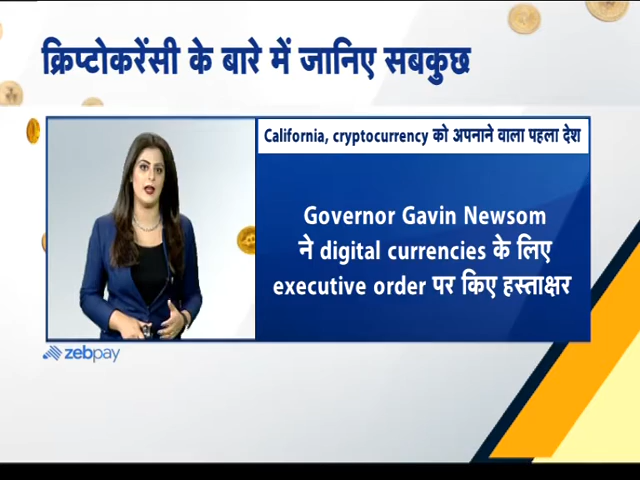 क्रिप्टोकरेंसी के बारे में जानिए सबकुछ
California, cryptocurrency को अपनाने वाला पहला देश
Governor Gavin Newsom
ने digital currencies के लिए
executive order पर किए हस्ताक्षर
zebpay